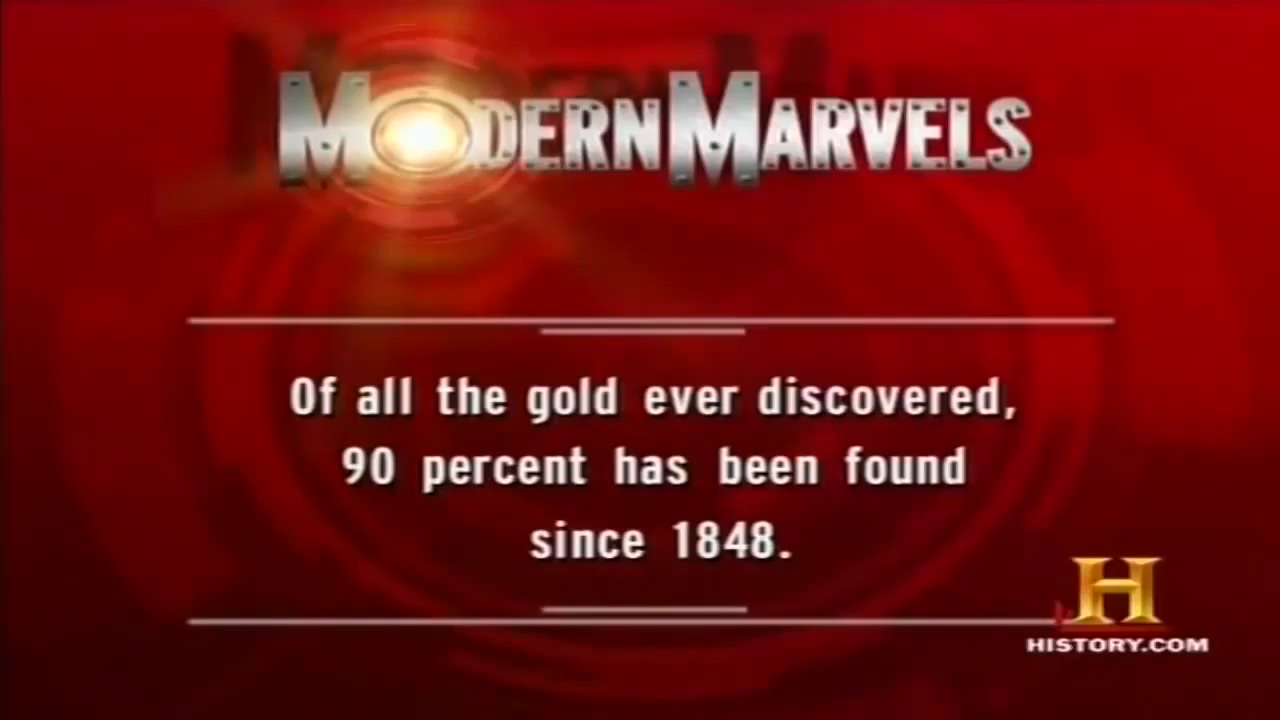 MODERN MARVELS
Of all the gold ever discovered,
90 percent has been found
since 1848.
H
HISTORY.COM